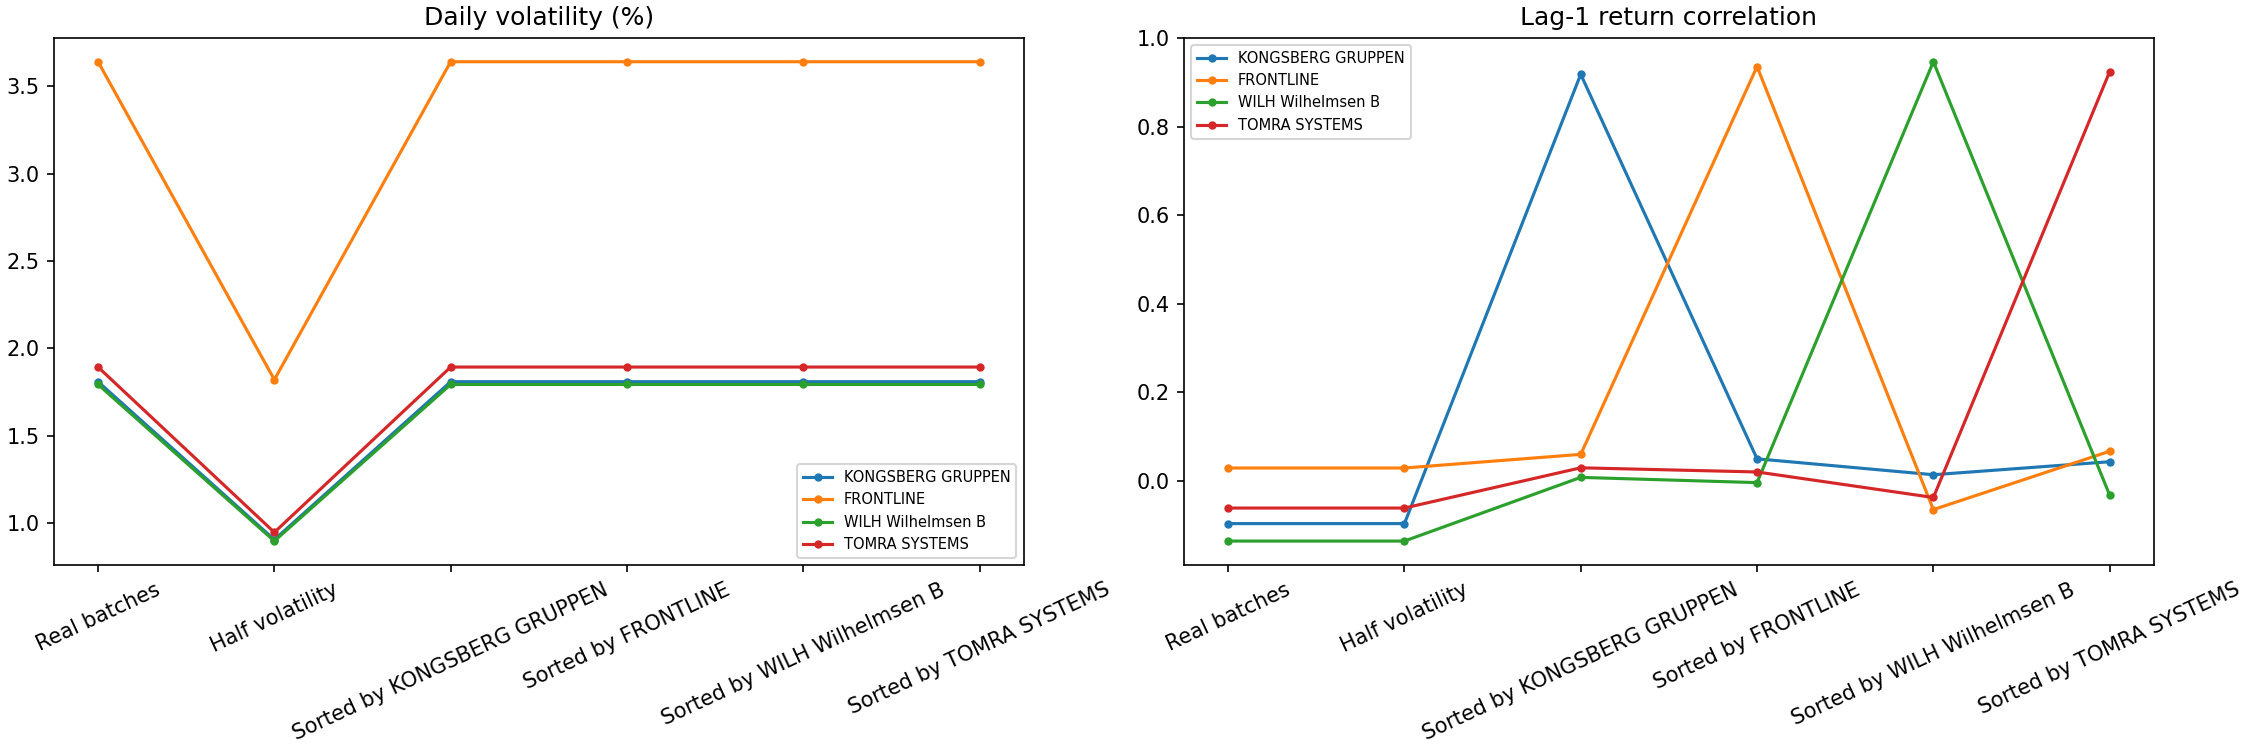 Daily volatility (%)
3.5
3.0
2.5
2.0
1.5
1.0
KONGSBERG GRUPPEN
FRONTLINE
WILH Wilhelmsen B
TOMRA SYSTEMS
Real batches
Half volatility
Sorted by KONGSBERG GRUPPEN
Sorted by FRONTLINE
Sorted by WILH Wilhelmsen B
Sorted by TOMRA SYSTEMS
Lag-1 return correlation
1.0
0.8
0.6
0.4
0.2
0.0
KONGSBERG GRUPPEN
FRONTLINE
WILH Wilhelmsen B
TOMRA SYSTEMS
Real batches
Half volatility
Sorted by KONGSBERG GRUPPEN
Sorted by FRONTLINE
Sorted by WILH Wilhelmsen B
Sorted by TOMRA SYSTEMS